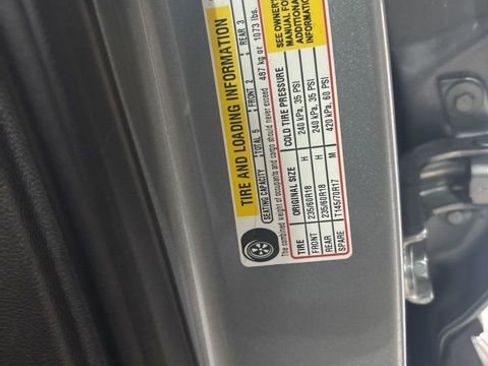 TIRE AND LOADING INFORMATION
SEATING CAPACITY TOTAL 5 FRONT 2 REAR 3
The combined weight of occupants and cargo should never exceed 487 kg or 1073 lbs.
TIRE ORIGINAL SIZE COLD TIRE PRESSURE
FRONT 235/60R18 H 240 kPa, 35 PSI
REAR 235/60R18 H 240 kPa, 35 PSI
SPARE T145/70R17 M 420 kPa, 60 PSI
SEE OWNER'S
MANUAL FO
ADDITIONA
INFORMATION